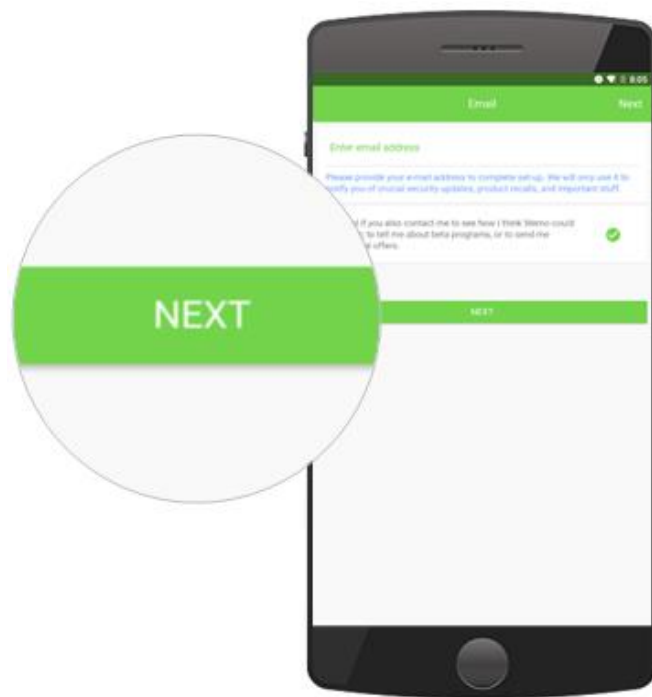 8:05
Email
Next
Enter email address
Please provide your e-mail address to complete set-up. We will only use it to
notify you of crucial security updates, product recalls, and important stuff.
if you also contact me to see how I think Wemo could
to tell me about beta programs, or to send me
offers.
NEXT
NEXT